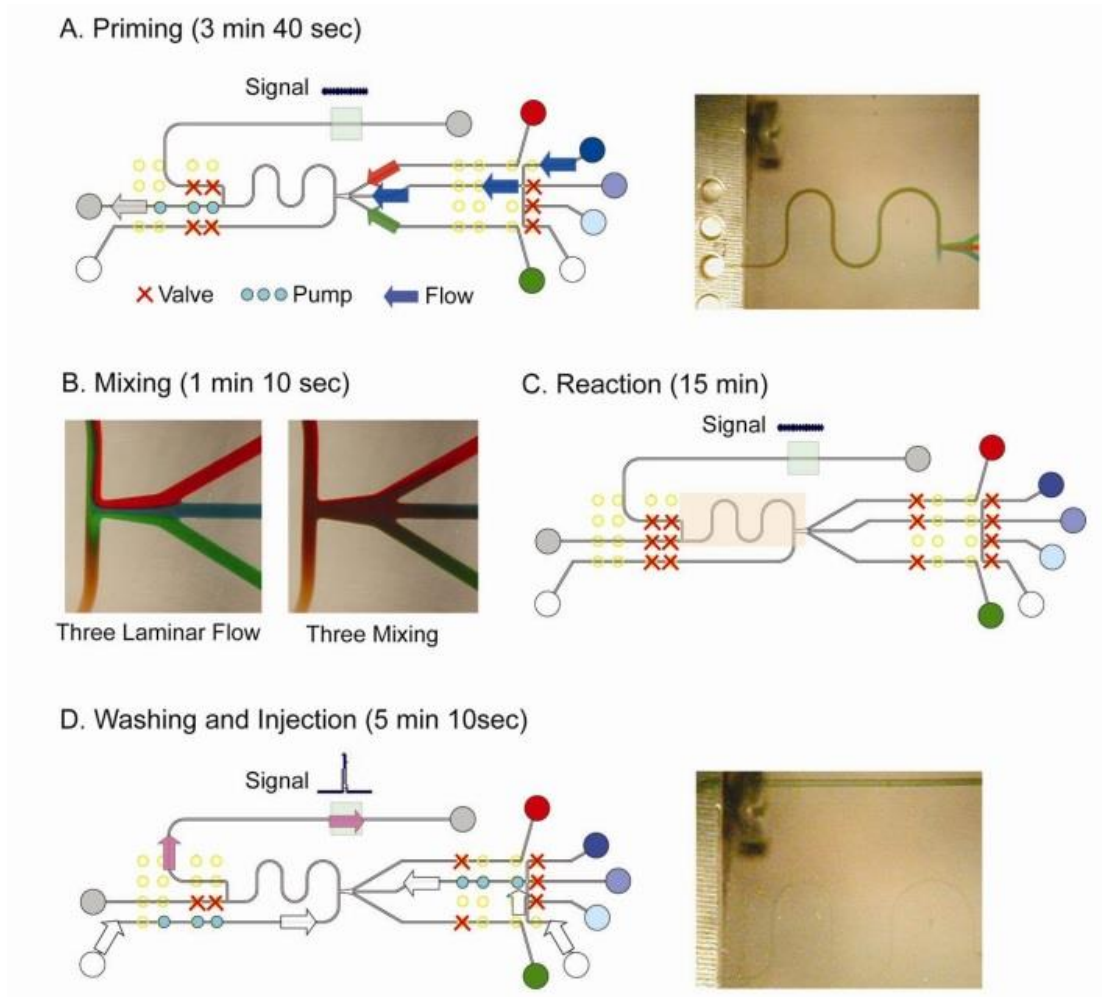 A. Priming (3 min 40 sec)
Signal
Valve
Pump
Flow
B. Mixing (1 min 10 sec)
C. Reaction (15 min)
Signal
Three Laminar Flow
Three Mixing
D. Washing and Injection (5 min 10sec)
Signal